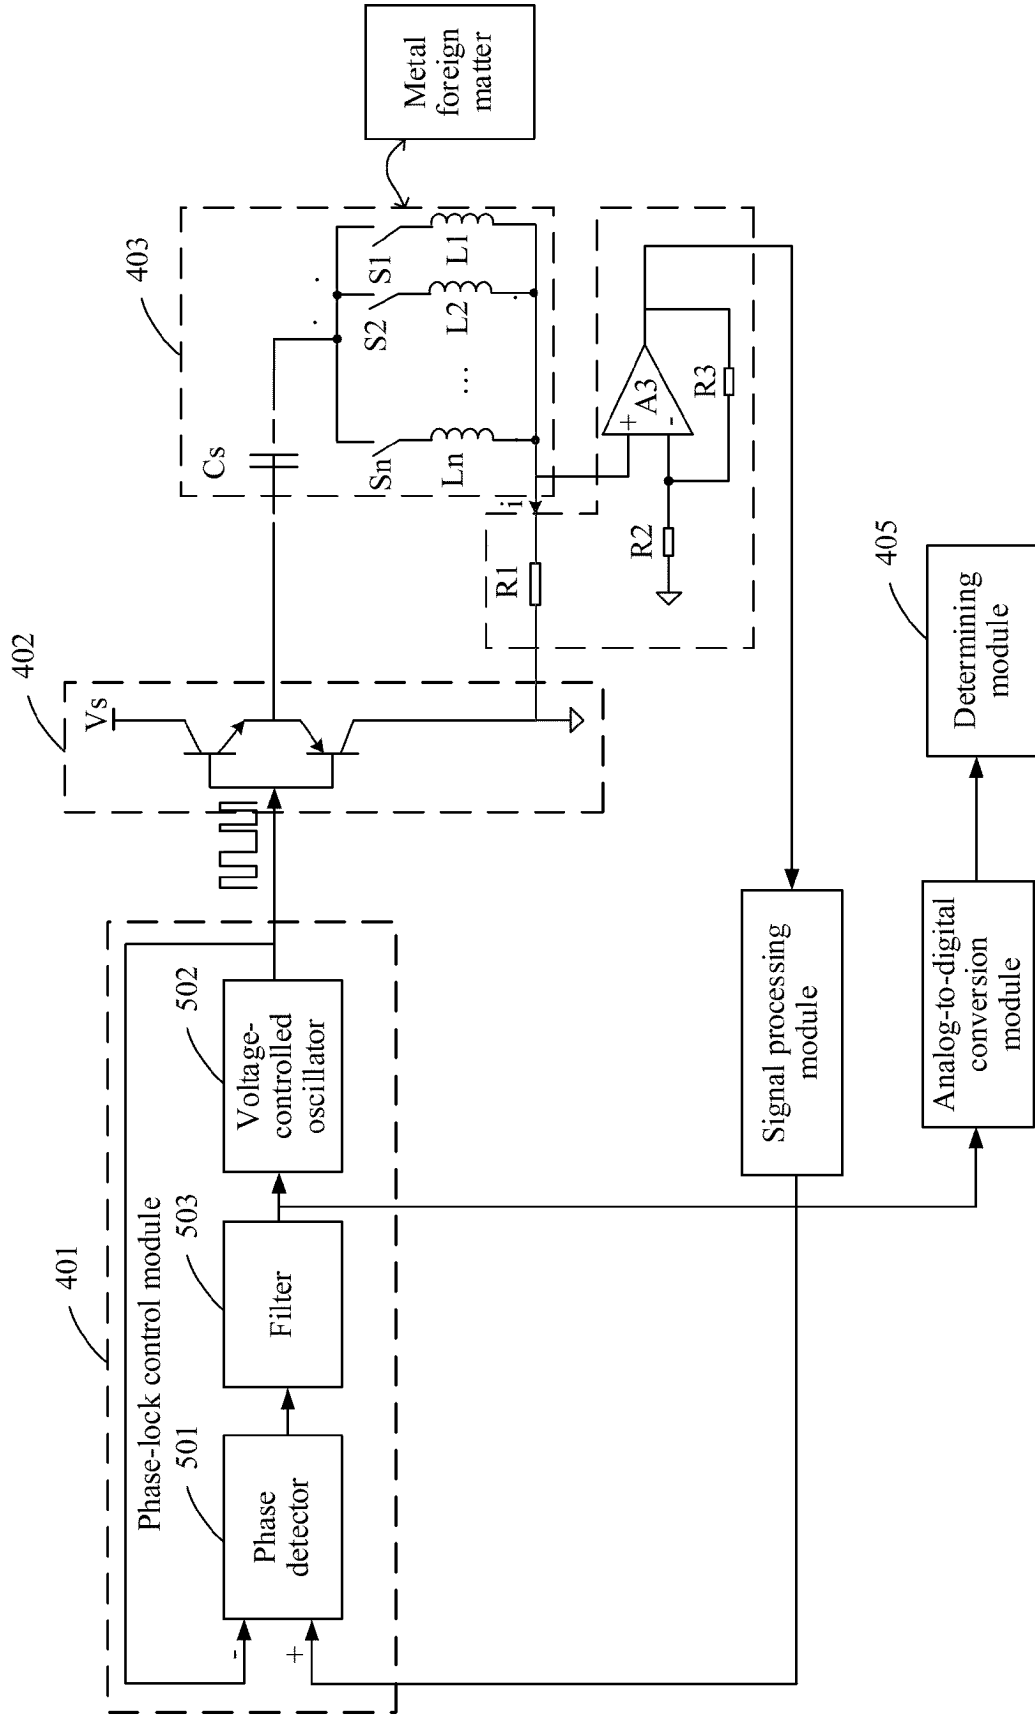 401
Phase-lock control module
501
Phase
detector
-
+
503
Filter
502
Voltage-
controlled
oscillator
402
Vs
403
Cs
Sn
S2
S1
Ln
...
L2
L1
Metal
foreign
matter
i
R1
R2
+
-
A3
R3
Signal processing
module
Analog-to-digital
conversion
module
405
Determining
module